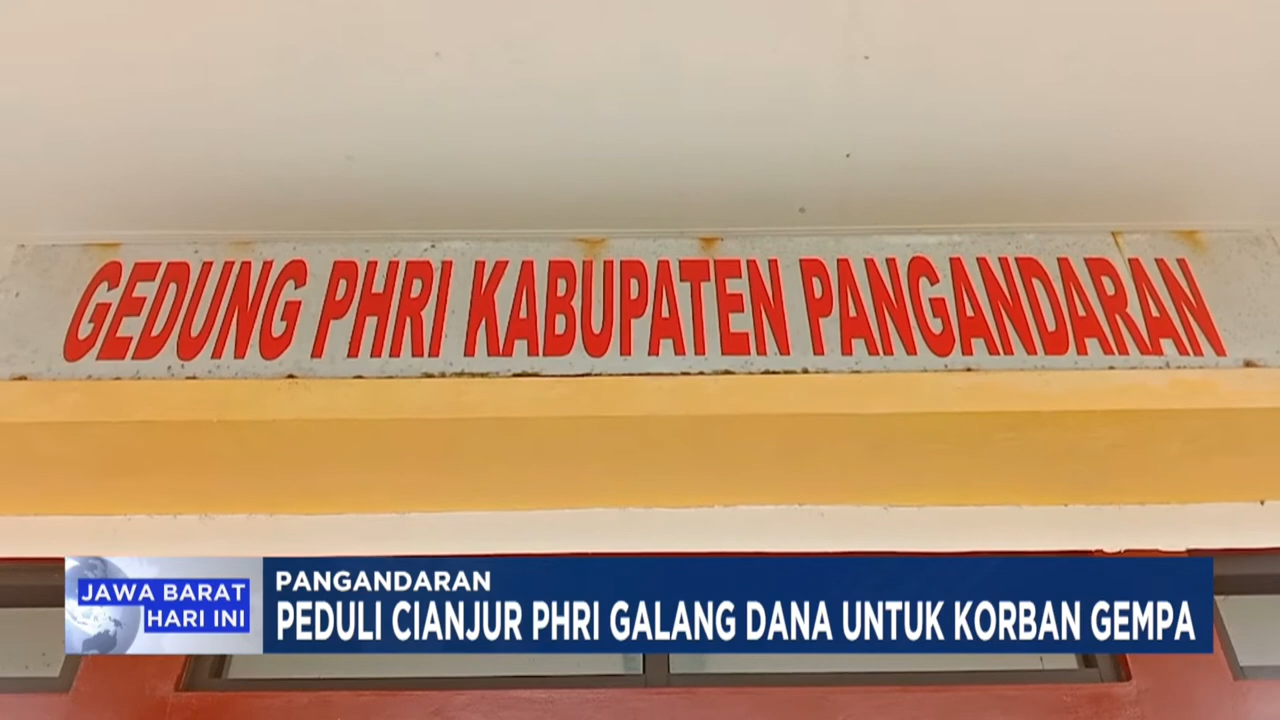 GEDUNG PHRI KABUPATEN PANGANDARAN
JAWA BARAT
HARI INI
PANGANDARAN
PEDULI CIANJUR PHRI GALANG DANA UNTUK KORBAN GEMPA